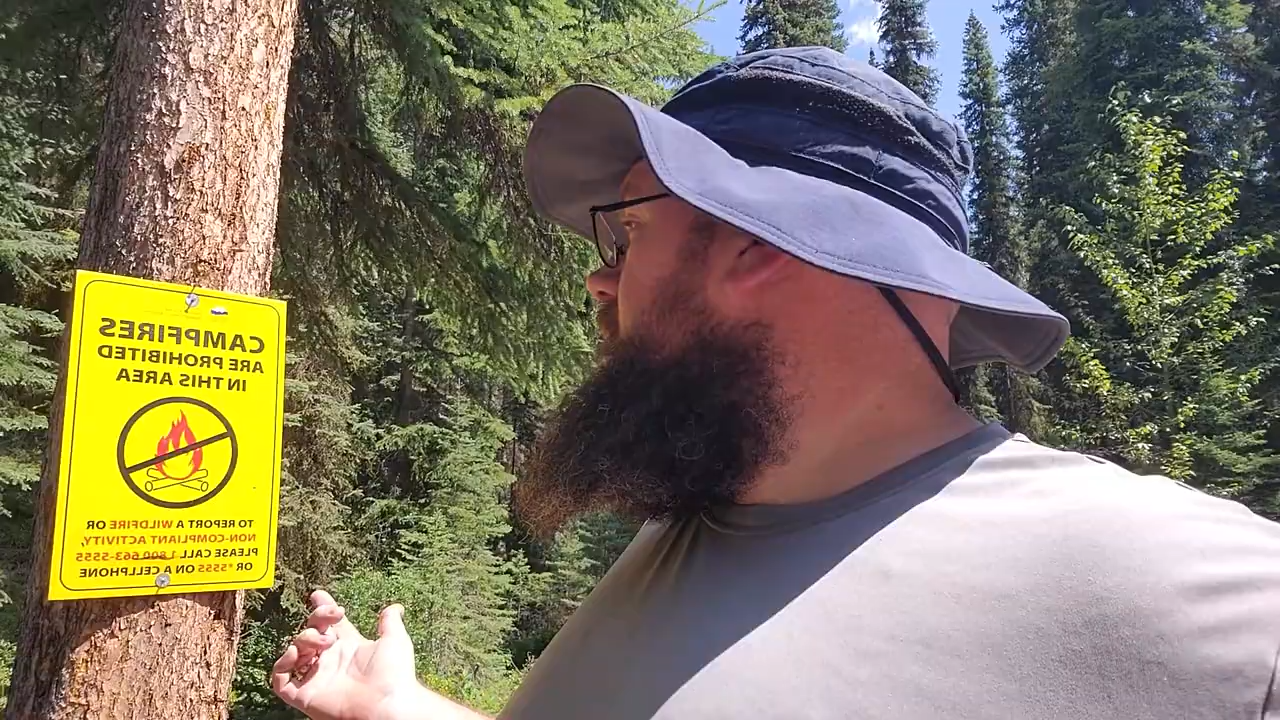 CAMPFIRES
ARE PROHIBITED
IN THIS AREA
TO REPORT A WILDFIRE OR
NON-COMPLIANT ACTIVITY,
PLEASE CALL 1 800 663-5555
OR *5555 ON A CELLPHONE